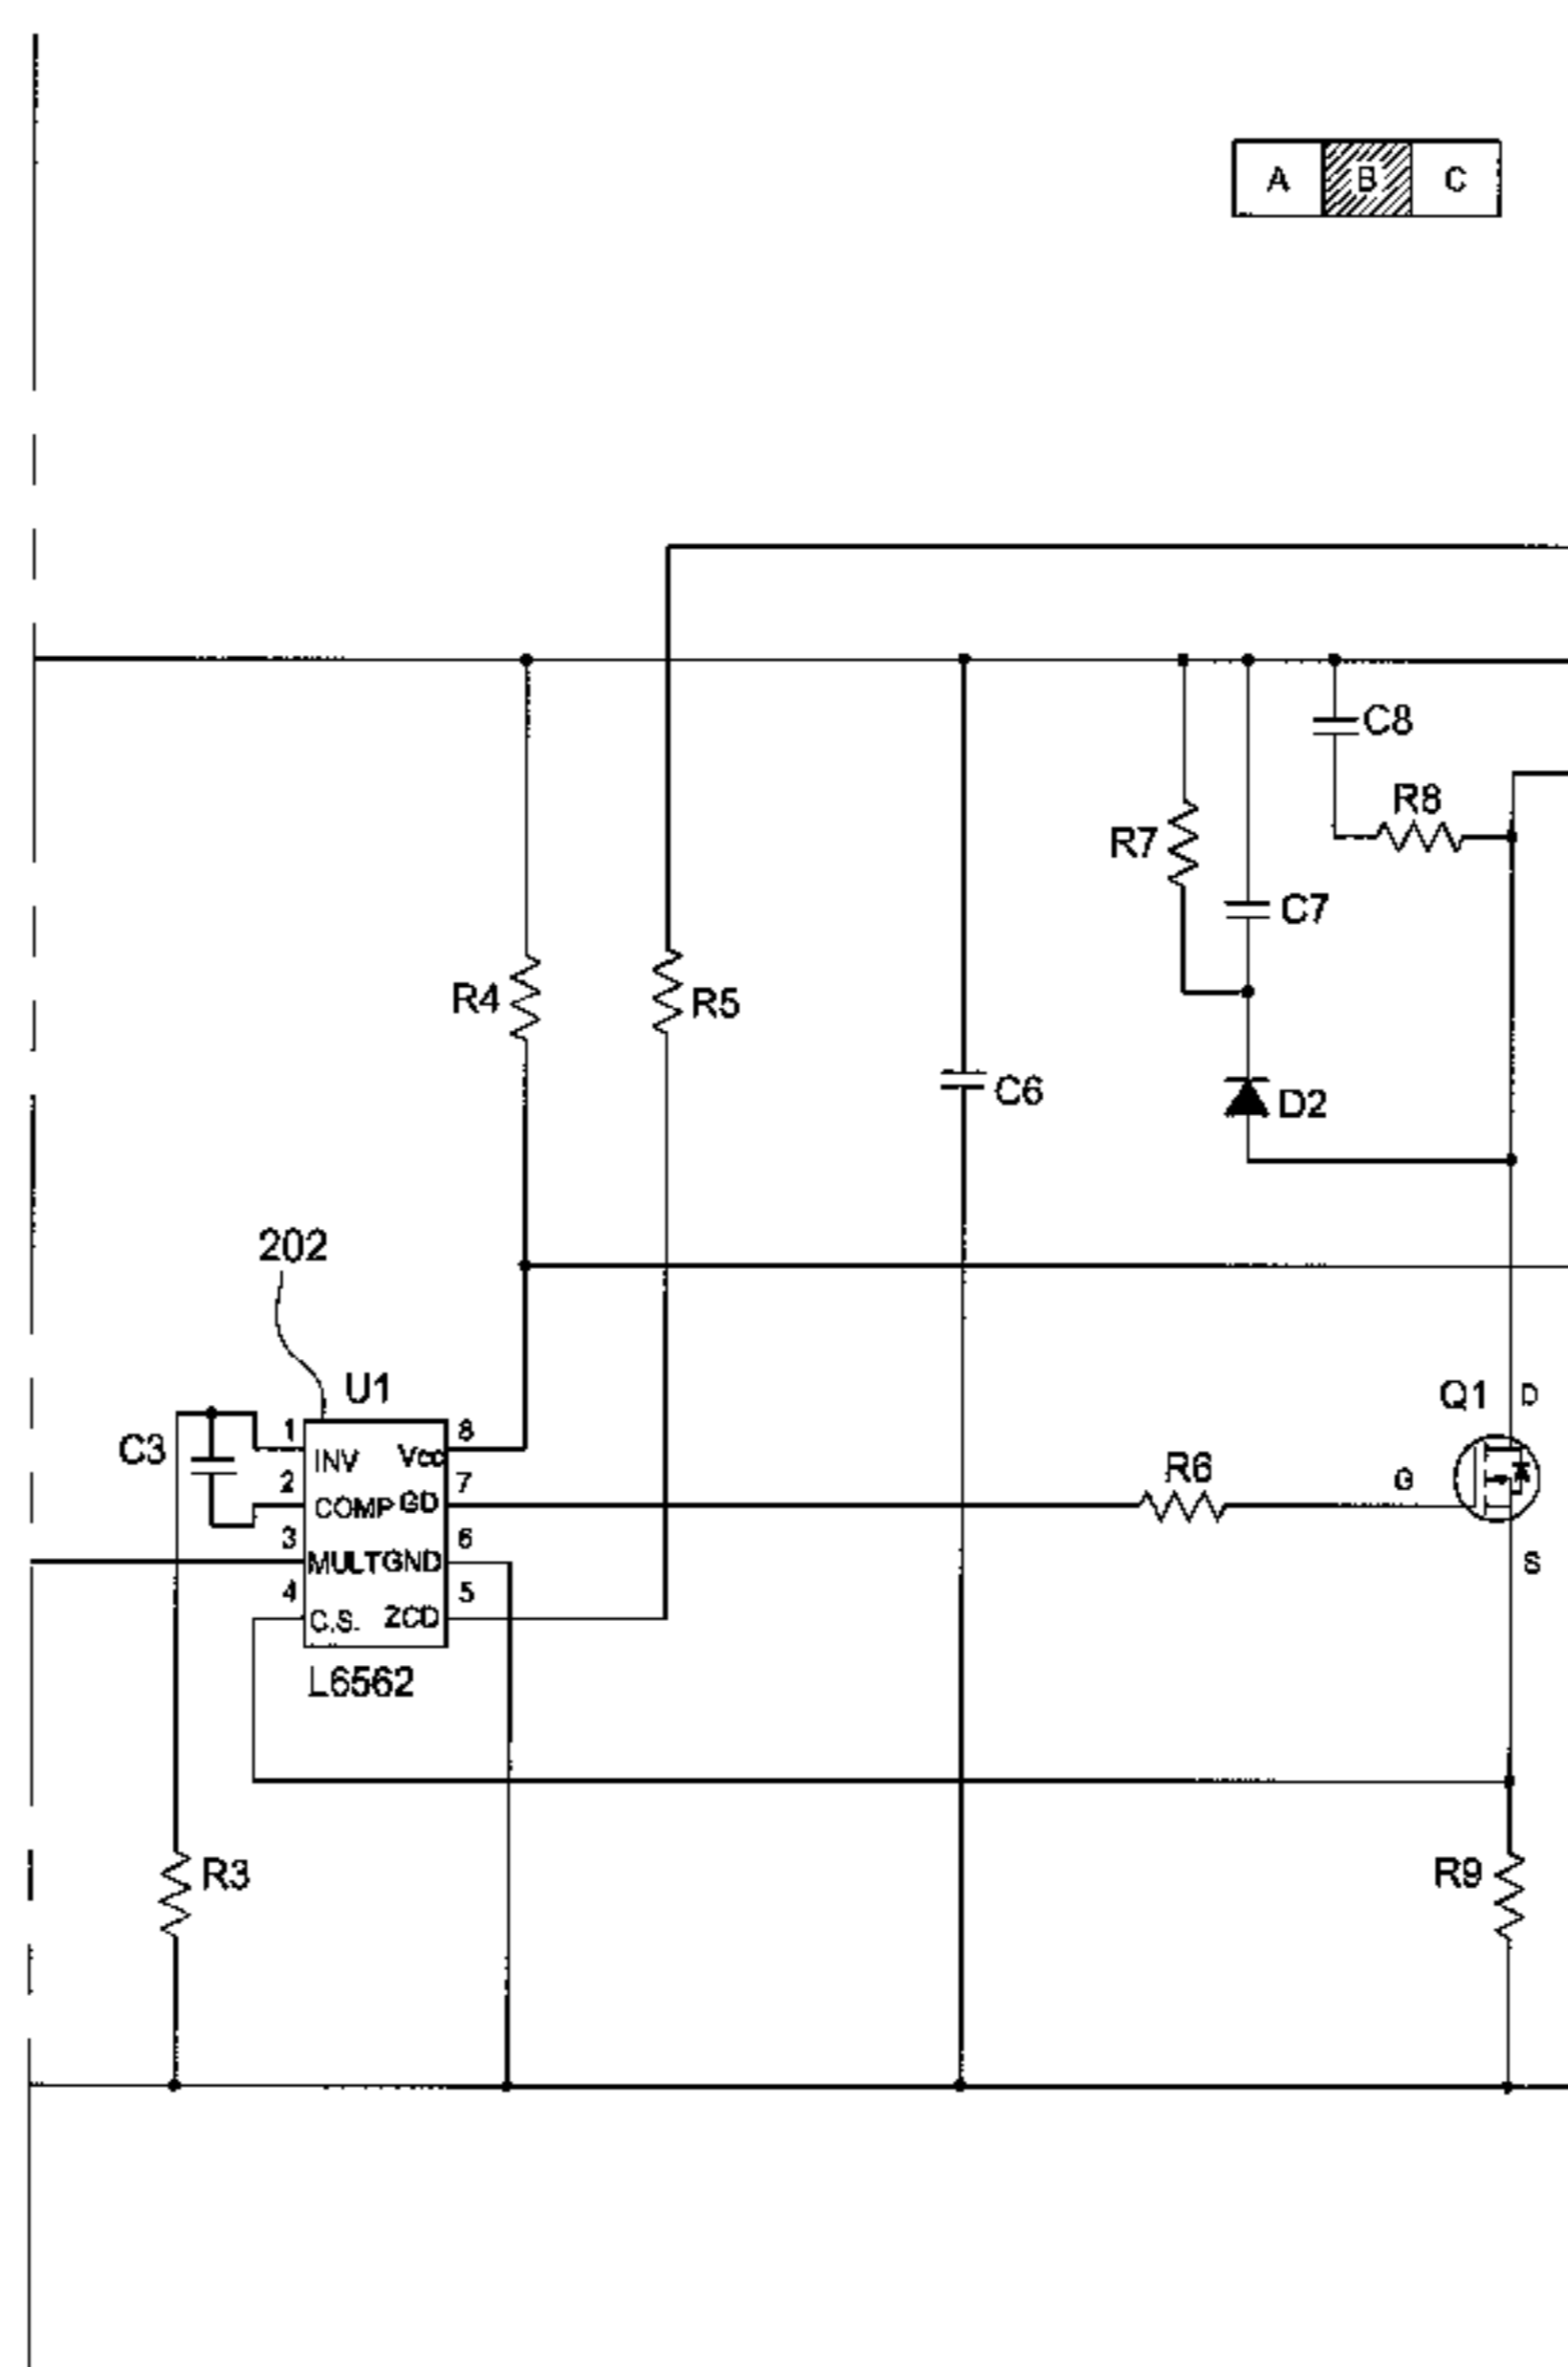 A B C
C8
R8
R7
C7
R4
R5
C6
D2
202
U1
Q1 D
C3
1 INV Vcc 8
2 COMP GD 7
R6
G
3 MULT GND 6
S
4 C.S. ZCD 5
L6562
R3
R9